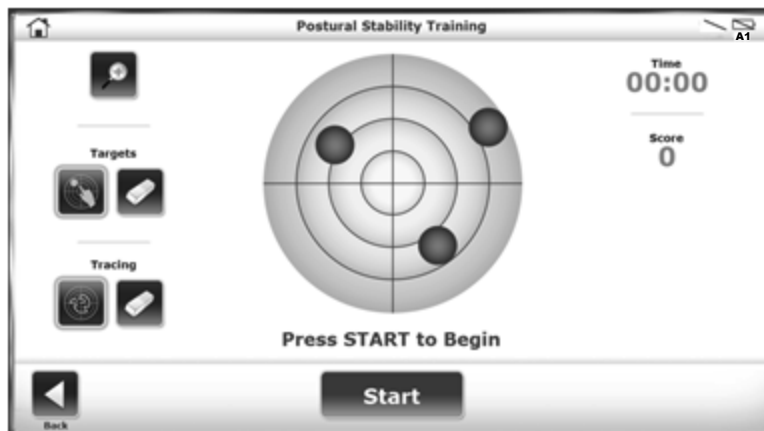 Postural Stability Training
A1
Time
00:00
Targets
Score
0
Tracing
Press START to Begin
Start
Back